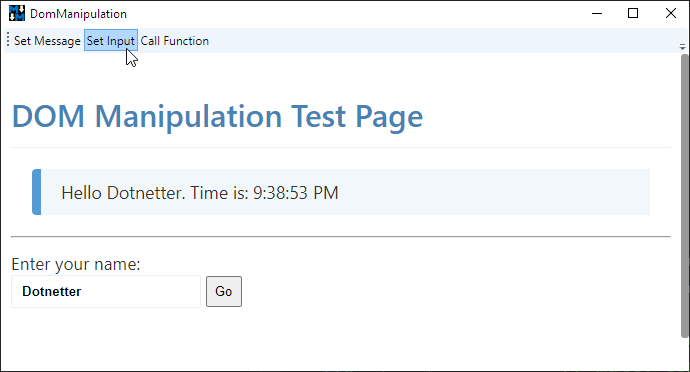 DomManipulation
Set Message Set Input Call Function
DOM Manipulation Test Page
Hello Dotnetter. Time is: 9:38:53 PM
Enter your name:
Dotnetter Go